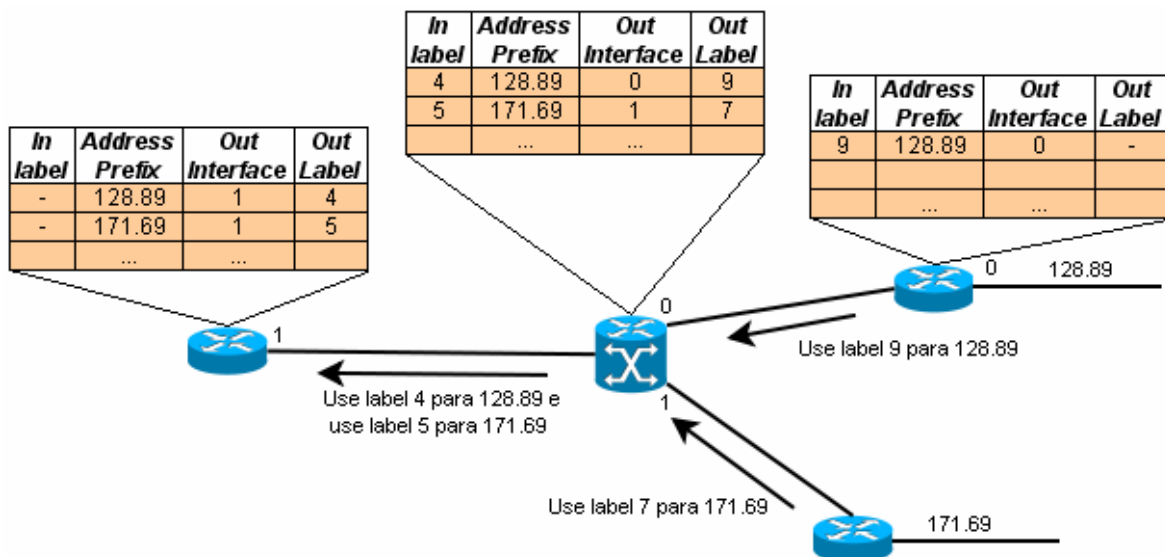 In label Address Prefix Out Interface Out Label
4 128.89 0 9
5 171.69 1 7
... ...
In label Address Prefix Out Interface Out Label
9 128.89 0 -
... ...
In label Address Prefix Out Interface Out Label
- 128.89 1 4
- 171.69 1 5
... ...
0 128.89
0
1
Use label 9 para 128.89
Use label 4 para 128.89 e
use label 5 para 171.69
1
Use label 7 para 171.69
171.69